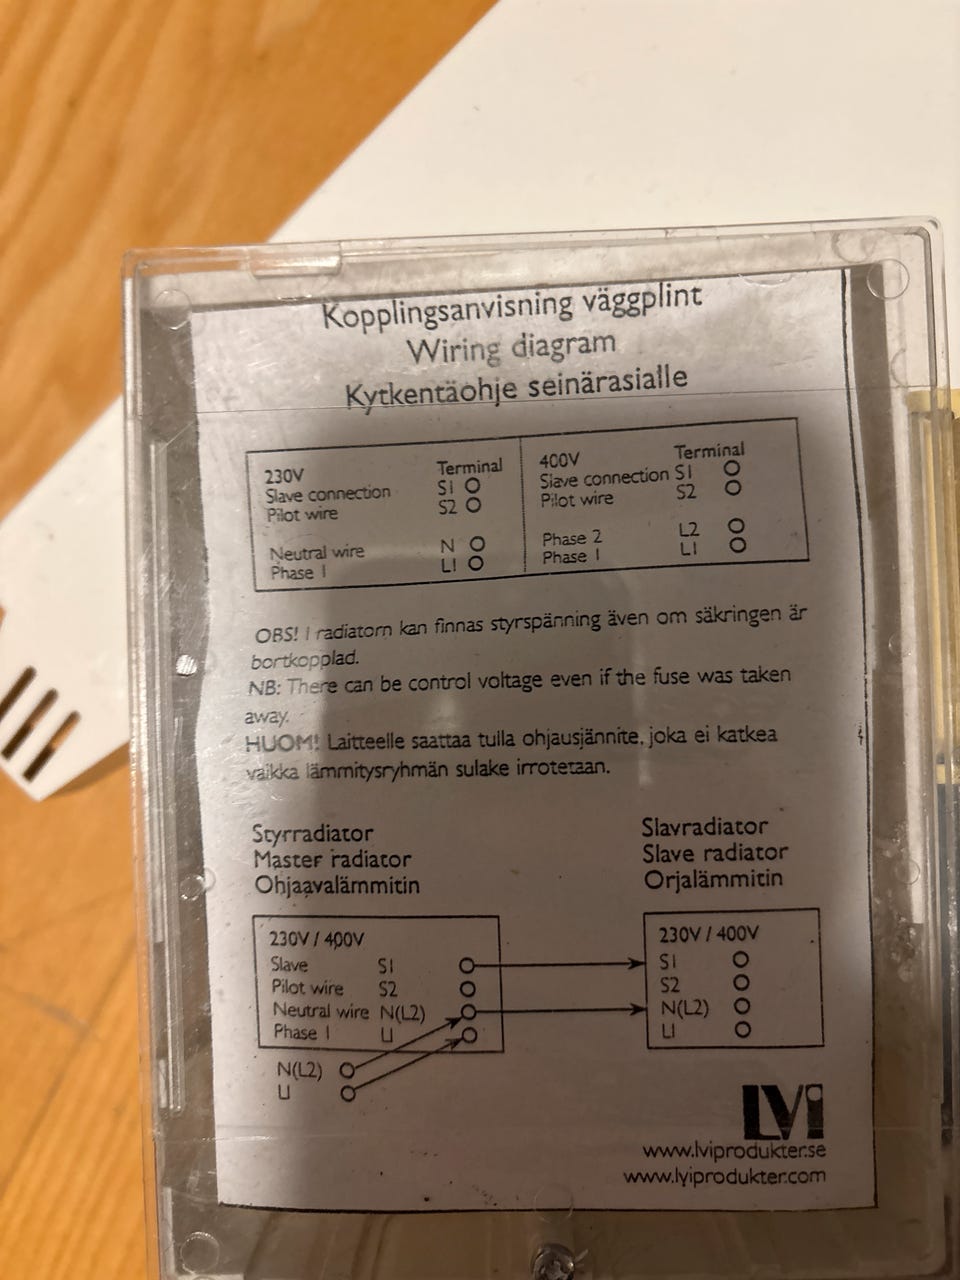 Kopplingsanvisning väggplint
Wiring diagram
Kytkentäohje seinärasialle
230V Terminal
Slave connection S1
Pilot wire S2
Neutral wire N
Phase 1 L1
400V Terminal
Slave connection S1
Pilot wire S2
Phase 2 L2
Phase 1 L1
OBS! I radiatorn kan finnas styrspänning även om säkringen är
bortkopplad.
NB: There can be control voltage even if the fuse was taken
away.
HUOM! Laitteelle saattaa tulla ohjausjännite, joka ei katkea
vaikka lämmitysryhmän sulake irrotetaan.
Styrradiator
Master radiator
Ohjaavalämmitin
Slavradiator
Slave radiator
Orjalämmitin
230V / 400V
Slave S1
Pilot wire S2
Neutral wire N(L2)
Phase 1 L1
N(L2)
L1
230V / 400V
S1
S2
N(L2)
L1
LVI
www.lviprodukter.se
www.lviprodukter.com